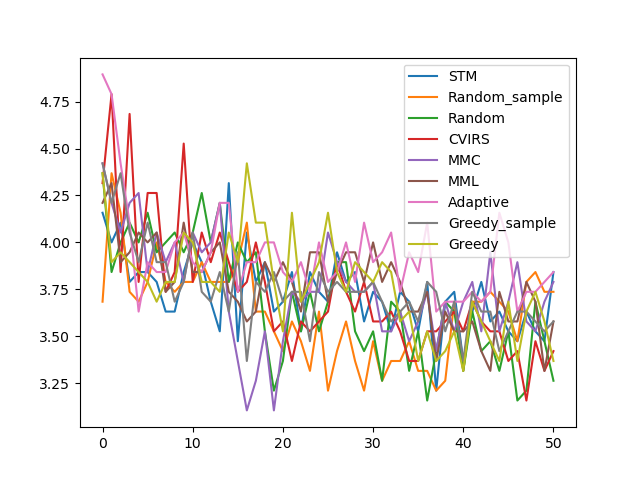 4.75
4.50
4.25
4.00
3.75
3.50
3.25
0
10
20
30
40
50
STM
Random_sample
Random
CVIRS
MMC
MML
Adaptive
Greedy_sample
Greedy